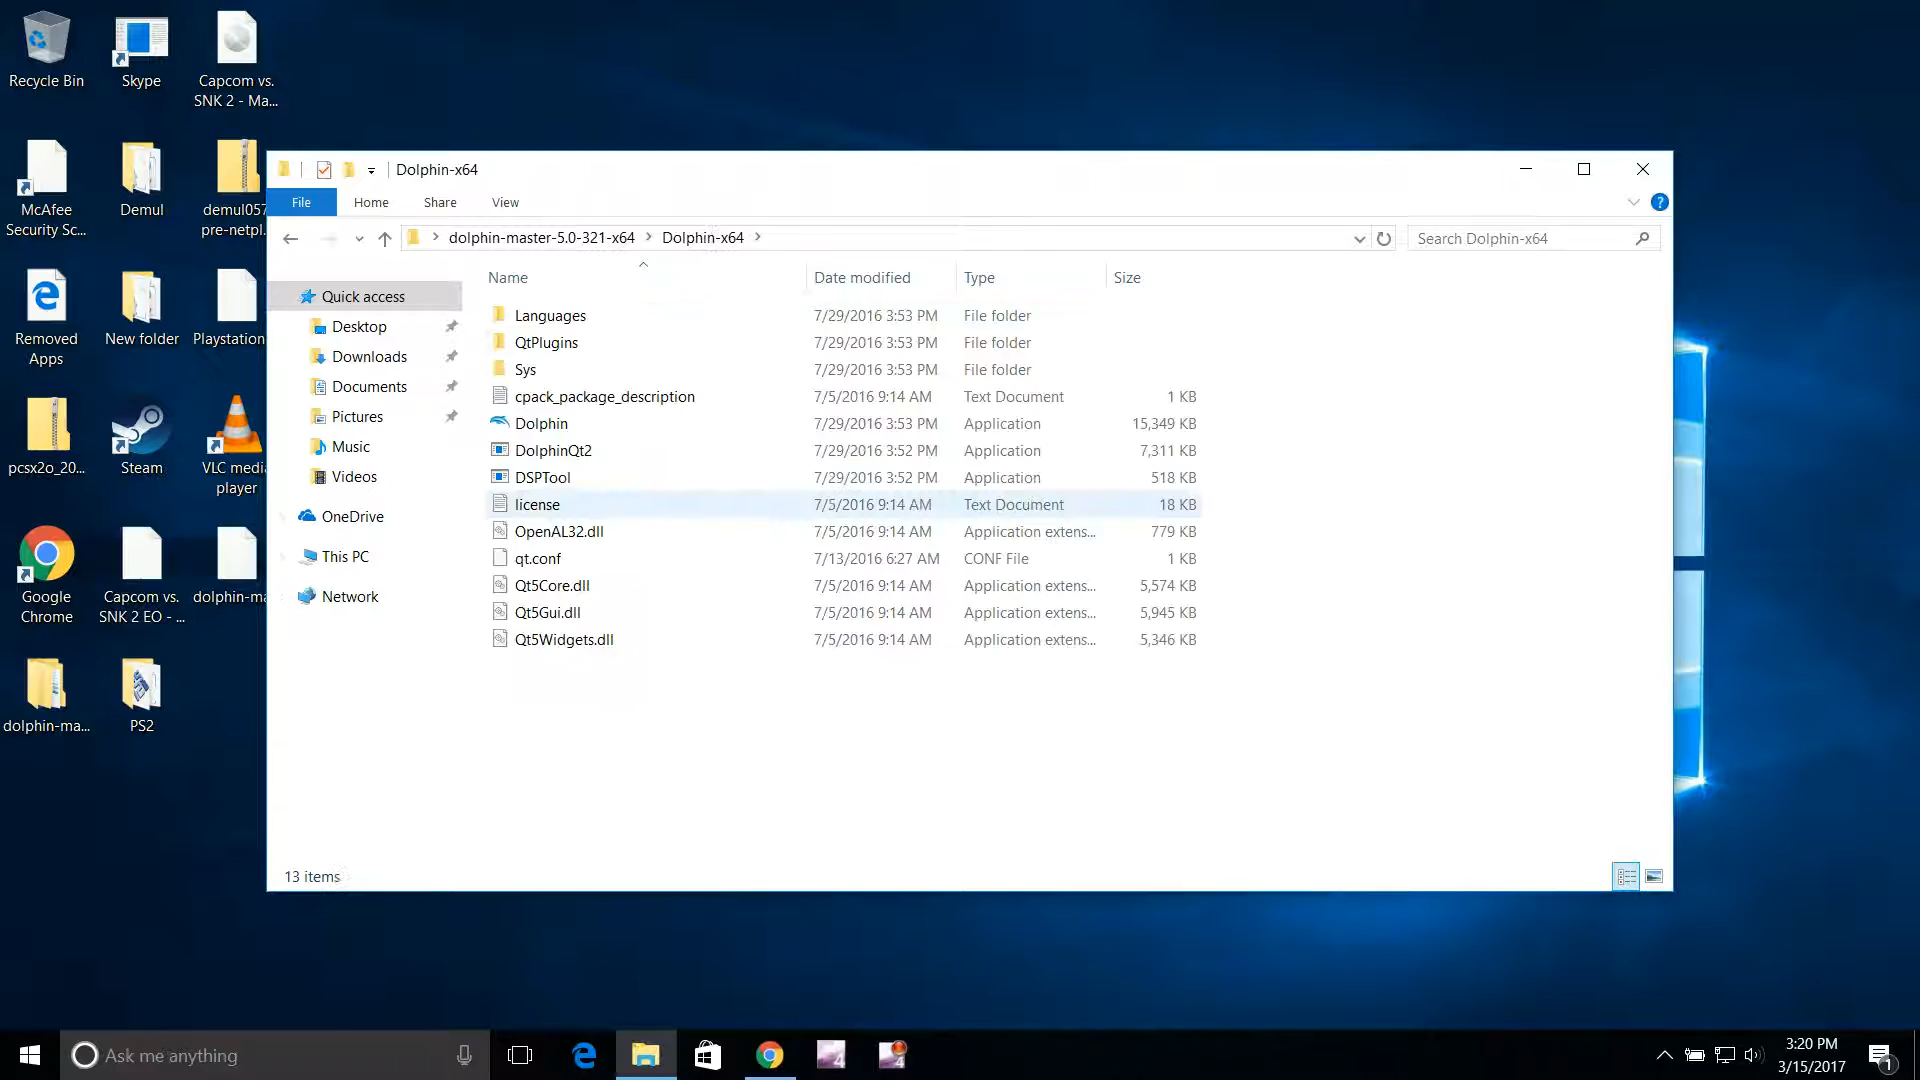 Recycle Bin
Skype
Capcom vs.
SNK 2 - Ma...
McAfee
Security Sc...
Demul
demul057
pre-netpl.
Removed
Apps
New folder
Playstation
pcsx2o_20...
Steam
VLC medi
player
Google
Chrome
Capcom vs.
SNK 2 EO - ...
dolphin-ma
dolphin-ma...
PS2
Dolphin-x64
File Home Share View
dolphin-master-5.0-321-x64 Dolphin-x64
Search Dolphin-x64
Quick access
Desktop
Downloads
Documents
Pictures
Music
Videos
OneDrive
This PC
Network
Name Date modified Type Size
Languages 7/29/2016 3:53 PM File folder
QtPlugins 7/29/2016 3:53 PM File folder
Sys 7/29/2016 3:53 PM File folder
cpack_package_description 7/5/2016 9:14 AM Text Document 1 KB
Dolphin 7/29/2016 3:53 PM Application 15,349 KB
DolphinQt2 7/29/2016 3:52 PM Application 7,311 KB
DSPTool 7/29/2016 3:52 PM Application 518 KB
license 7/5/2016 9:14 AM Text Document 18 KB
OpenAL32.dll 7/5/2016 9:14 AM Application extens... 779 KB
qt.conf 7/13/2016 6:27 AM CONF File 1 KB
Qt5Core.dll 7/5/2016 9:14 AM Application extens... 5,574 KB
Qt5Gui.dll 7/5/2016 9:14 AM Application extens... 5,945 KB
Qt5Widgets.dll 7/5/2016 9:14 AM Application extens... 5,346 KB
13 items
Ask me anything
4
4
3:20 PM
3/15/2017
1